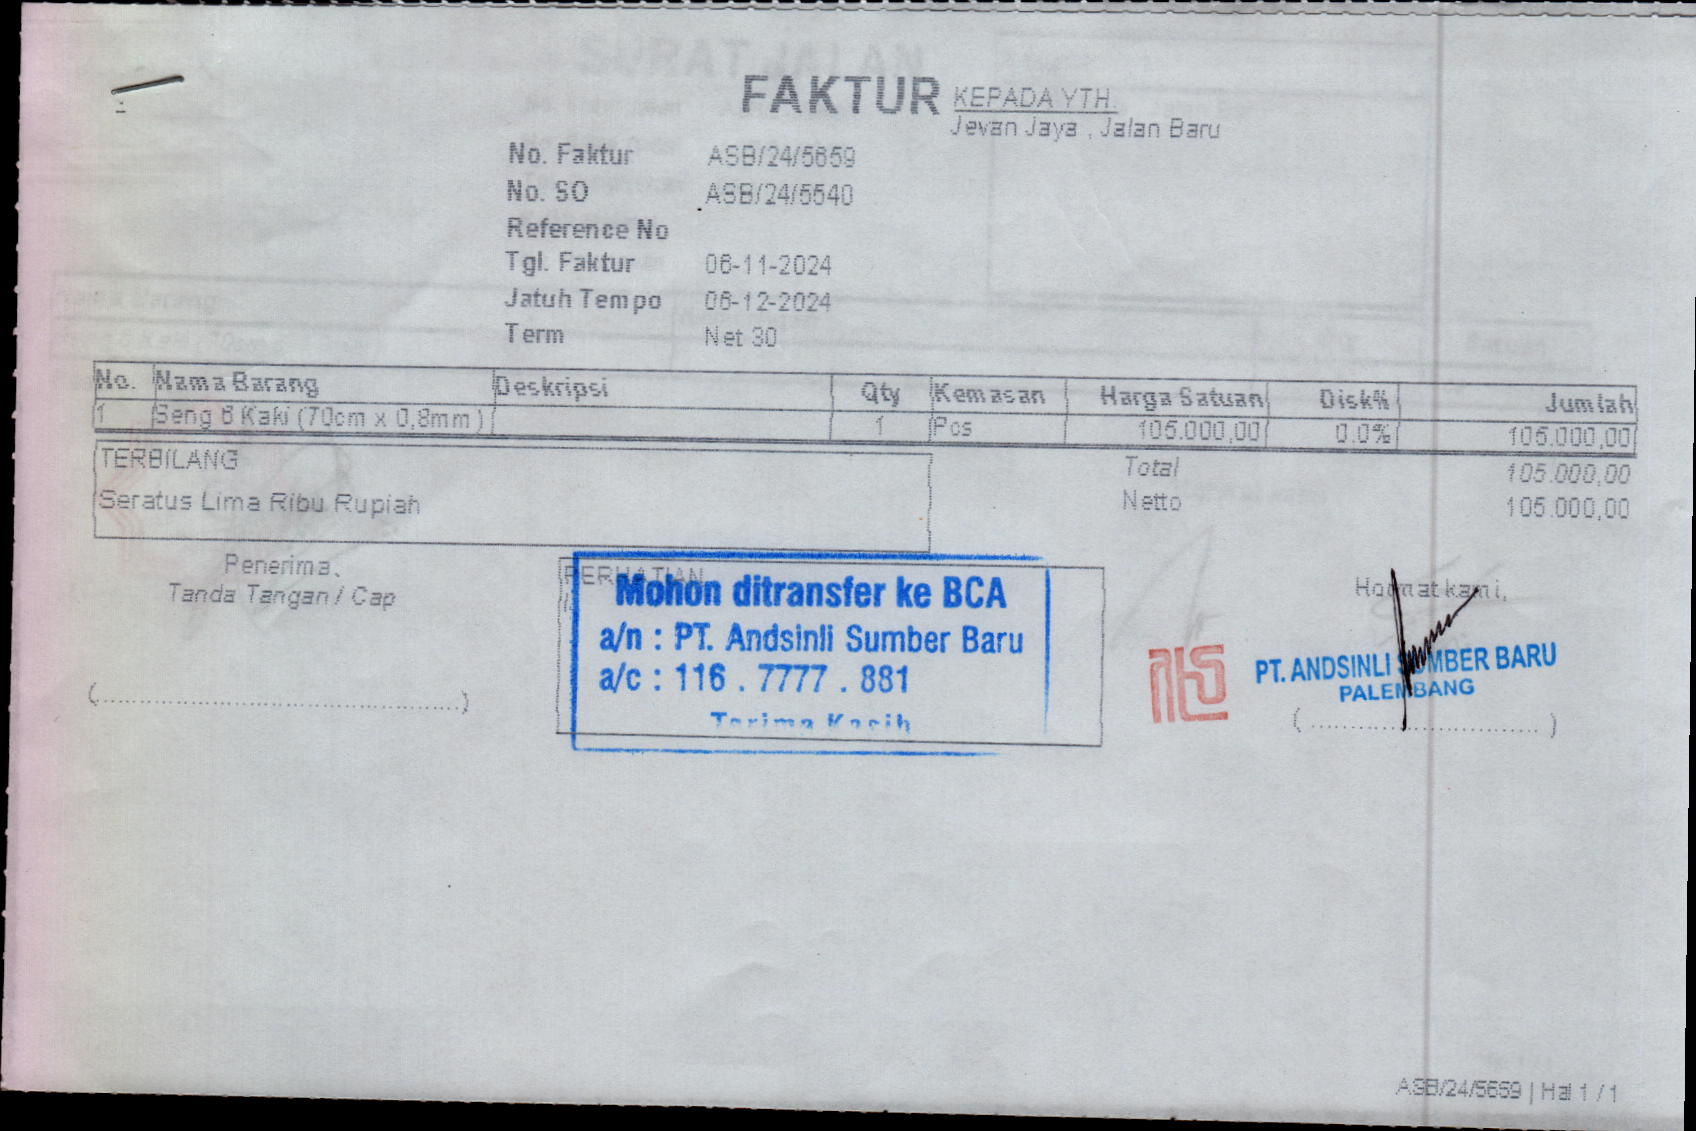 FAKTUR
KEPADA YTH.
Jevan Jaya , Jalan Baru
No. Faktur ASB/24/5659
No. SO ASB/24/5540
Reference No
Tgl. Faktur 06-11-2024
Jatuh Tempo 06-12-2024
Term Net 30
No. Nama Barang Deskripsi Qty Kemasan Harga Satuan Disk% Jumlah
1 Seng 6 Kaki (70cm x 0,8mm) 1 Pcs 105.000,00 0.0% 105.000,00
TERBILANG
Seratus Lima Ribu Rupiah
Total 105.000,00
Netto 105.000,00
Penerima,
Tanda Tangan / Cap
(.................................................)
PERHATIAN
Mohon ditransfer ke BCA
a/n : PT. Andsinli Sumber Baru
a/c : 116 . 7777 . 881
Terima Kasih
Hormat kami,
PT. ANDSINLI SUMBER BARU
PALEMBANG
( ................................ )
ASB/24/5659 | Hal 1 / 1